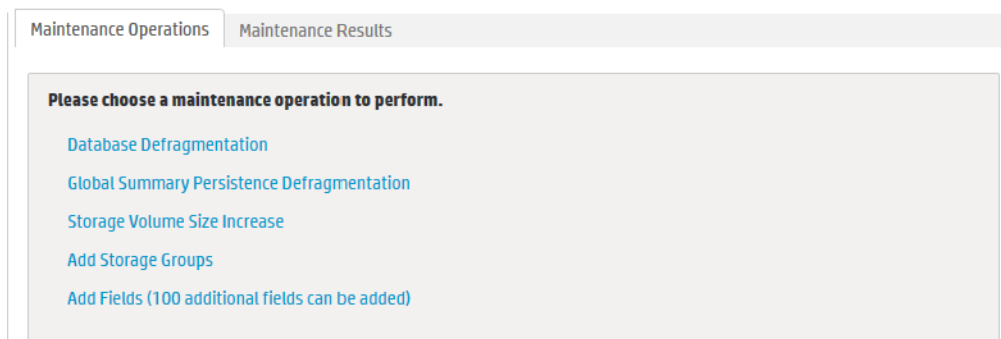 Maintenance Operations Maintenance Results
Please choose a maintenance operation to perform.
Database Defragmentation
Global Summary Persistence Defragmentation
Storage Volume Size Increase
Add Storage Groups
Add Fields (100 additional fields can be added)